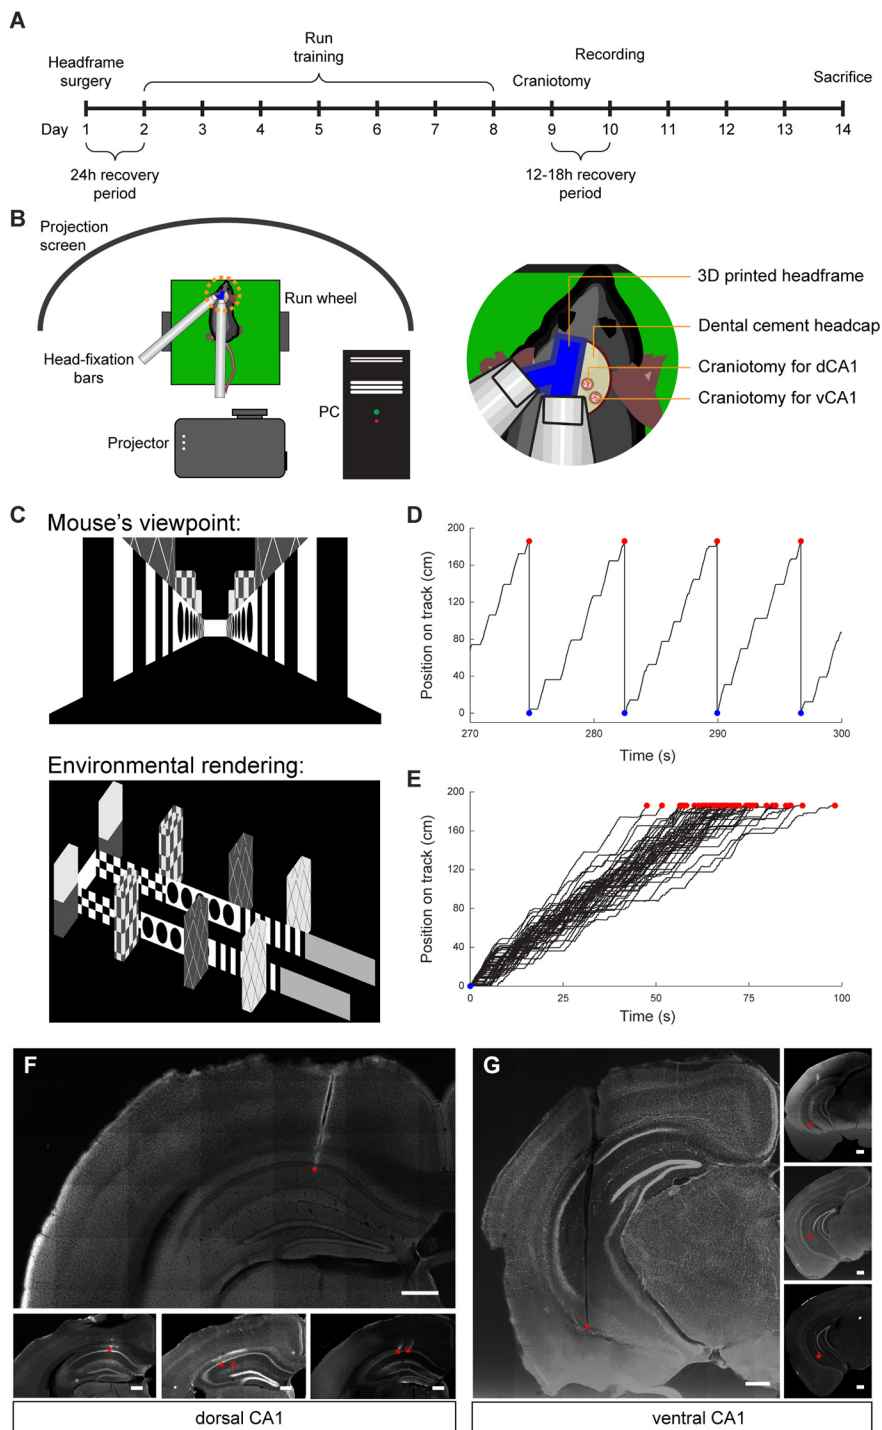 A
Headframe
surgery
Run
training
Recording
Craniotomy
Sacrifice
Day 1 2 3 4 5 6 7 8 9 10 11 12 13 14
24h recovery
period
12-18h recovery
period
B
Projection
screen
Run wheel
Head-fixation
bars
PC
Projector
3D printed headframe
Dental cement headcap
Craniotomy for dCA1
Craniotomy for vCA1
C
Mouse's viewpoint:
Environmental rendering:
D
Position on track (cm)
200
160
120
80
40
0
270 280 290 300
Time (s)
E
Position on track (cm)
200
160
120
80
40
0
0 25 50 75 100
Time (s)
F
dorsal CA1
G
ventral CA1